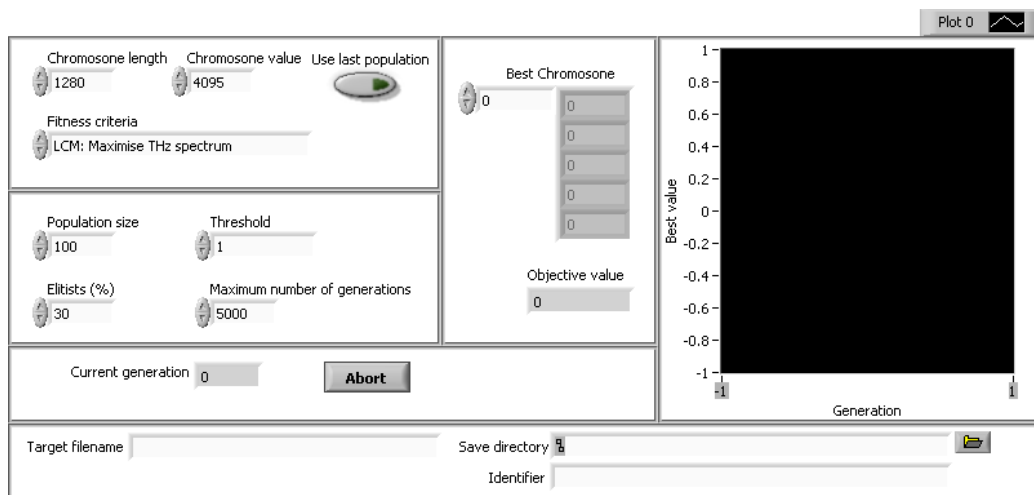 Plot 0
Chromosone length Chromosone value Use last population
1280 4095
Fitness criteria
LCM: Maximise THz spectrum
Population size Threshold
100 1
Elitists (%) Maximum number of generations
30 5000
Current generation 0 Abort
Best Chromosone
0 0
0
0
0
0
Objective value
0
Best value
1
0.8
0.6
0.4
0.2
0
-0.2
-0.4
-0.6
-0.8
-1
-1 1
Generation
Target filename Save directory
Identifier